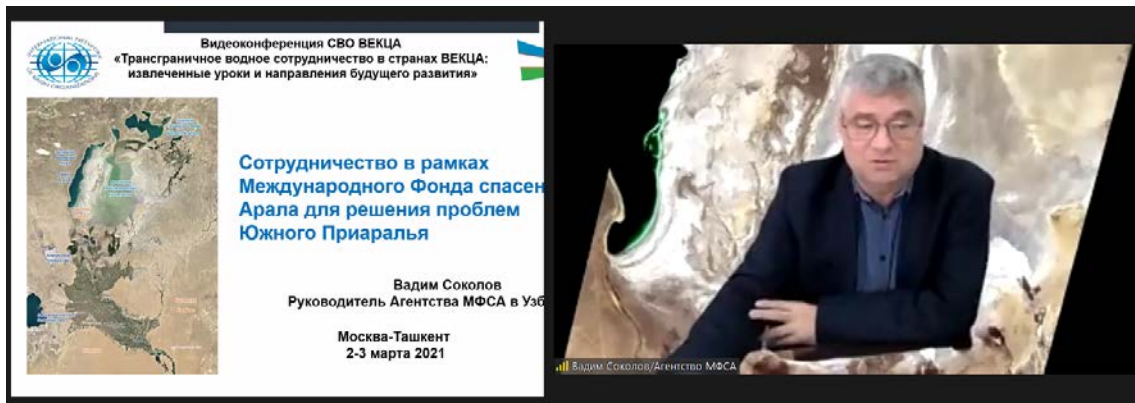 Видеоконференция СВО ВЕКЦА
«Трансграничное водное сотрудничество в странах ВЕКЦА:
извлеченные уроки и направления будущего развития»
Сотрудничество в рамках
Международного Фонда спасен
Арала для решения проблем
Южного Приаралья
Вадим Соколов
Руководитель Агентства МФСА в Узб
Москва-Ташкент
2-3 марта 2021
Вадим Соколов/Агентство МФСА